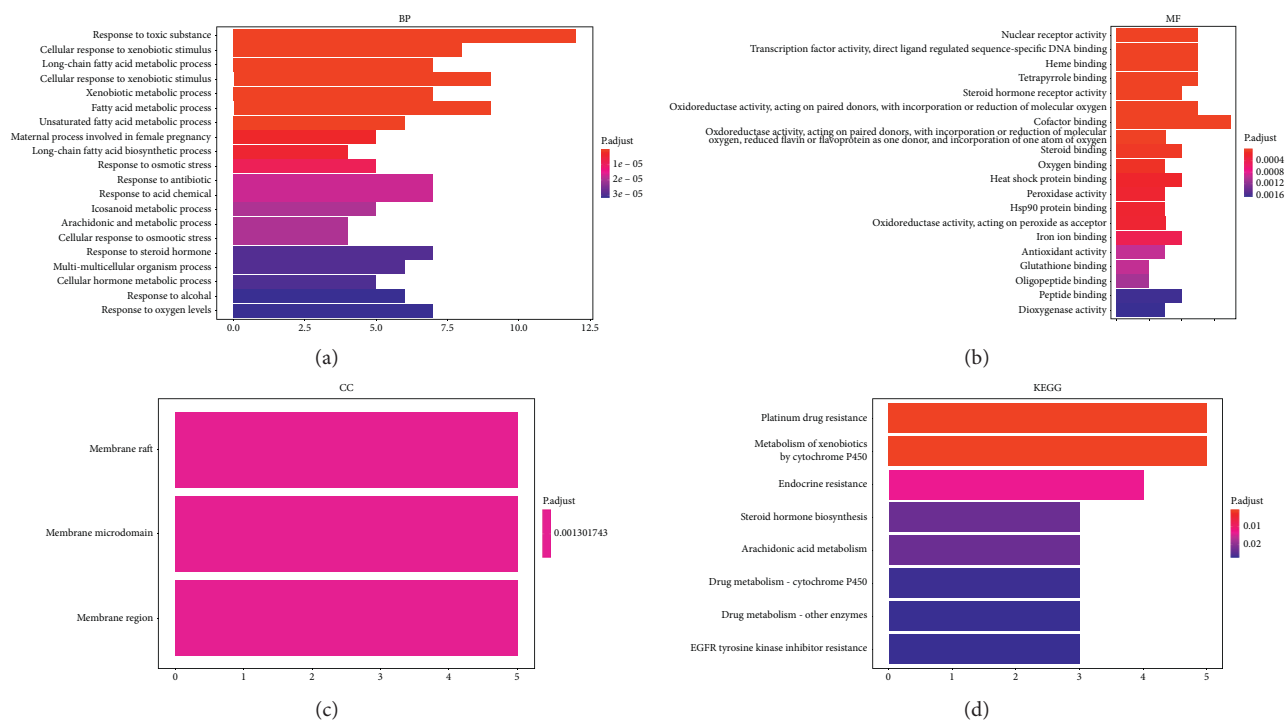 BP
Response to toxic substance
Cellular response to xenobiotic stimulus
Long-chain fatty acid metabolic process
Cellular response to xenobiotic stimulus
Xenobiotic metabolic process
Fatty acid metabolic process
Unsaturated fatty acid metabolic process
Maternal process involved in female pregnancy
Long-chain fatty acid biosynthetic process
Response to osmotic stress
Response to antibiotic
Response to acid chemical
Icosanoid metabolic process
Arachidonic and metabolic process
Cellular response to osmootic stress
Response to steroid hormone
Multi-multicellular organism process
Cellular hormone metabolic process
Response to alcohal
Response to oxygen levels
0.0 2.5 5.0 7.5 10.0 12.5
P.adjust
1e – 05
2e – 05
3e – 05
(a)
MF
Nuclear receptor activity
Transcription factor activity, direct ligand regulated sequence-specific DNA binding
Heme binding
Tetrapyrrole binding
Steroid hormone receptor activity
Oxidoreductase activity, acting on paired donors, with incorporation or reduction of molecular oxygen
Cofactor binding
Oxdoreductase activity, acting on paired donors, with incorporation or reduction of molecular
oxygen, reduced flavin or flavoprotein as one donor, and incorporation of one atom of oxygen
Steroid binding
Oxygen binding
Heat shock protein binding
Peroxidase activity
Hsp90 protein binding
Oxidoreductase activity, acting on peroxide as acceptor
Iron ion binding
Antioxidant activity
Glutathione binding
Oligopeptide binding
Peptide binding
Dioxygenase activity
P.adjust
0.0004
0.0008
0.0012
0.0016
(b)
CC
Membrane raft
Membrane microdomain
Membrane region
0 1 2 3 4 5
P.adjust
0.001301743
(c)
KEGG
Platinum drug resistance
Metabolism of xenobiotics
by cytochrome P450
Endocrine resistance
Steroid hormone biosynthesis
Arachidonic acid metabolism
Drug metabolism - cytochrome P450
Drug metabolism - other enzymes
EGFR tyrosine kinase inhibitor resistance
0 1 2 3 4 5
P.adjust
0.01
0.02
(d)